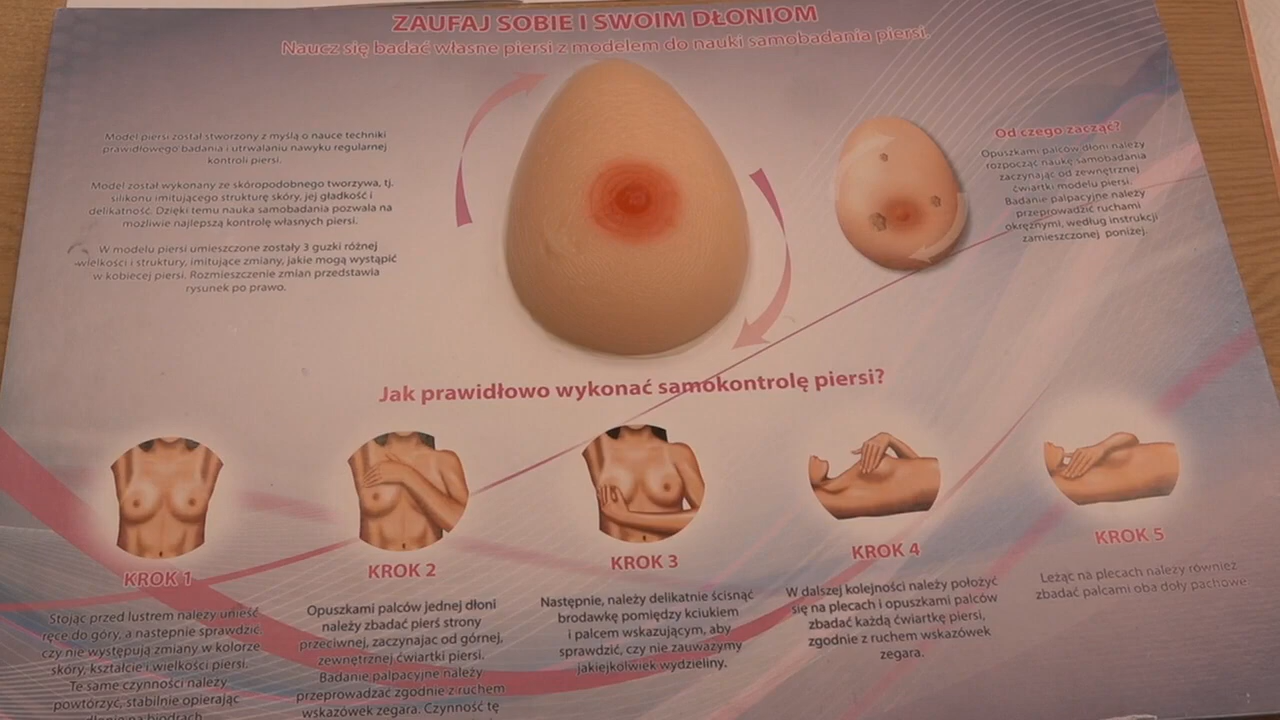 ZAUFAJ SOBIE I SWOIM DŁONIOM
Naucz się badać własne piersi z modelem do nauki samobadania piersi.
Model piersi został stworzony z myślą o nauce techniki
prawidłowego badania i utrwalaniu nawyku regularnej
kontroli piersi.
Model został wykonany ze skóropodobnego tworzywa, tj.
silikonu imitującego strukturę skóry, jej gładkość i
delikatność. Dzięki temu nauka samobadania pozwala na
możliwie najlepszą kontrolę własnych piersi.
W modelu piersi umieszczone zostały 3 guzki różnej
wielkości i struktury, imitujące zmiany, jakie mogą wystąpić
w kobiecej piersi. Rozmieszczenie zmian przedstawia
rysunek po prawo.
Od czego zacząć?
Opuszkami palców dłoni należy
rozpocząć naukę samobadania
zaczynając od zewnętrznej
ćwiartki modelu piersi.
Badanie palpacyjne należy
przeprowadzić ruchami
okrężnymi, według instrukcji
zamieszczonej poniżej.
Jak prawidłowo wykonać samokontrolę piersi?
KROK 1
Stojąc przed lustrem należy unieść
ręce do góry, a następnie sprawdzić,
czy nie występują zmiany w kolorze
skóry, kształcie i wielkości piersi.
Te same czynności należy
powtórzyć, stabilnie opierając
dłonie na biodrach
KROK 2
Opuszkami palców jednej dłoni
należy zbadać pierś strony
przeciwnej, zaczynajac od górnej,
zewnętrznej ćwiartki piersi.
Badanie palpacyjne należy
przeprowadzać zgodnie z ruchem
wskazówek zegara. Czynność tę
KROK 3
Następnie, należy delikatnie ścisnąć
brodawkę pomiędzy kciukiem
i palcem wskazującym, aby
sprawdzić, czy nie zauważymy
jakiejkolwiek wydzieliny.
KROK 4
W dalszej kolejności należy położyć
się na plecach i opuszkami palców
zbadać każdą ćwiartkę piersi,
zgodnie z ruchem wskazówek
zegara.
KROK 5
Leżąc na plecach należy również
zbadać palcami oba doły pachowe